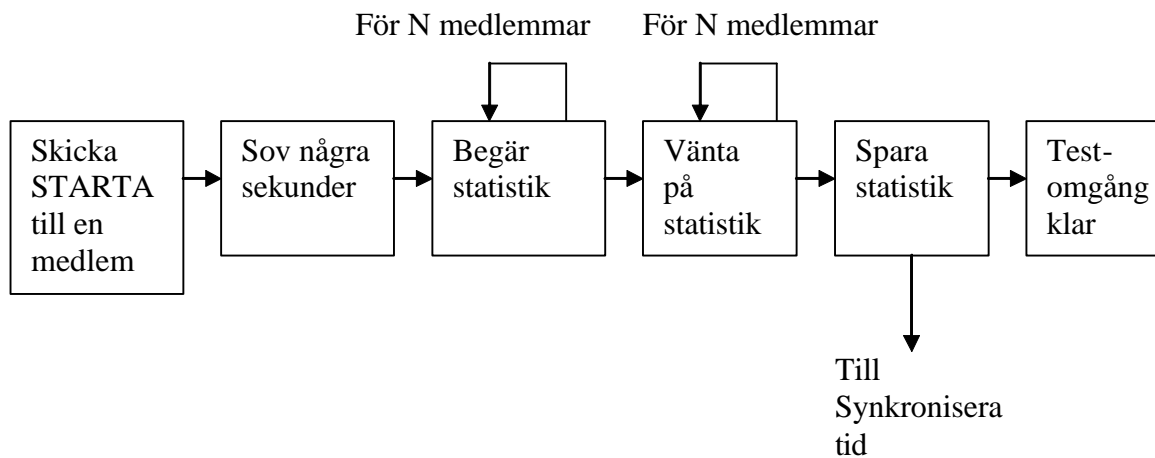 För N medlemmar
För N medlemmar
Skicka
STARTA
till en
medlem
Sov några
sekunder
Begär
statistik
Vänta
på
statistik
Spara
statistik
Test-
omgång
klar
Till
Synkronisera
tid